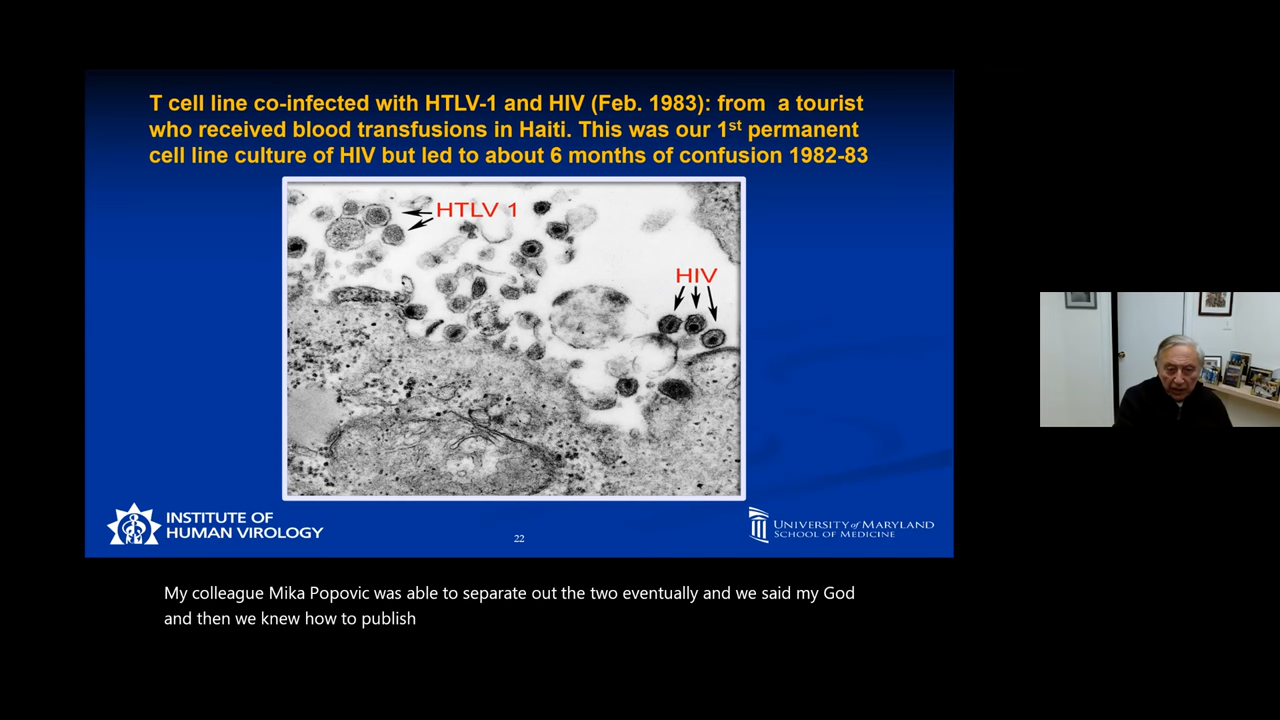 T cell line co-infected with HTLV-1 and HIV (Feb. 1983): from a tourist
who received blood transfusions in Haiti. This was our 1st permanent
cell line culture of HIV but led to about 6 months of confusion 1982-83
HTLV 1
HIV
INSTITUTE OF
HUMAN VIROLOGY
22
UNIVERSITY of MARYLAND
SCHOOL OF MEDICINE
My colleague Mika Popovic was able to separate out the two eventually and we said my God
and then we knew how to publish